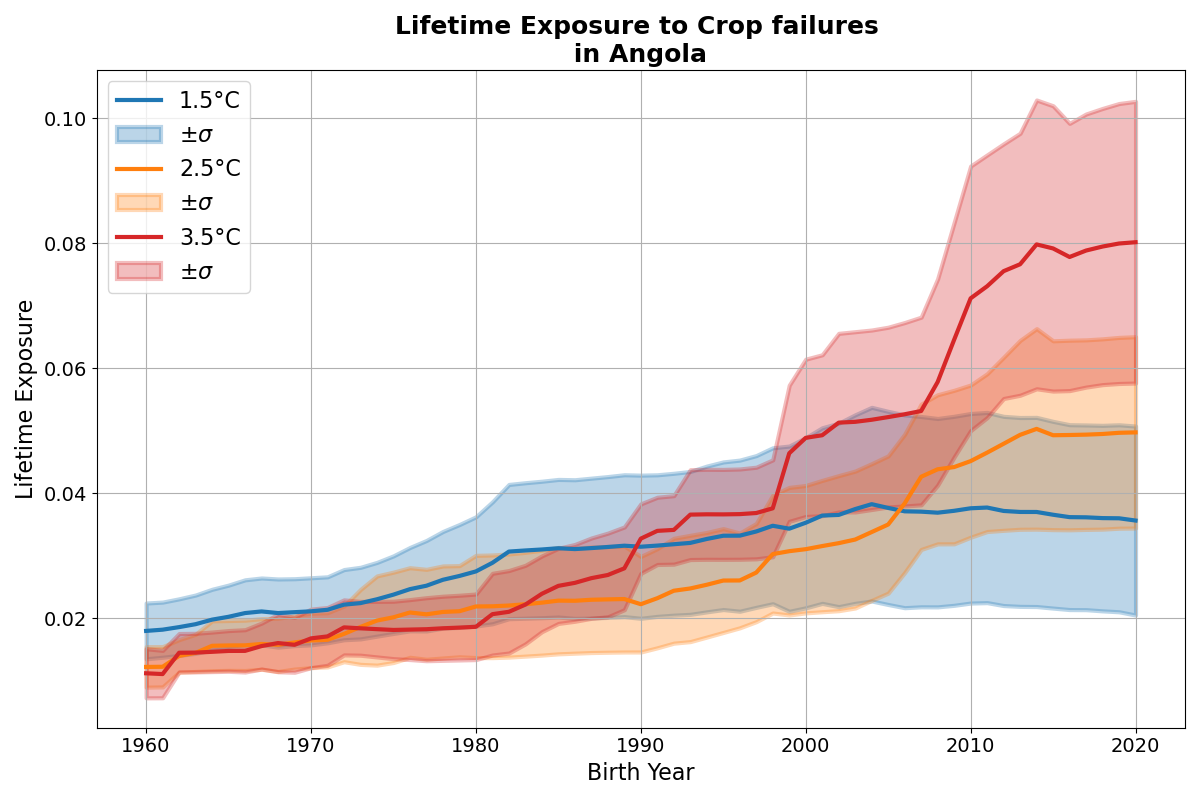 Lifetime Exposure to Crop failures
in Angola
1.5°C
±σ
2.5°C
±σ
3.5°C
±σ
0.10
0.08
0.06
0.04
0.02
Lifetime Exposure
1960 1970 1980 1990 2000 2010 2020
Birth Year